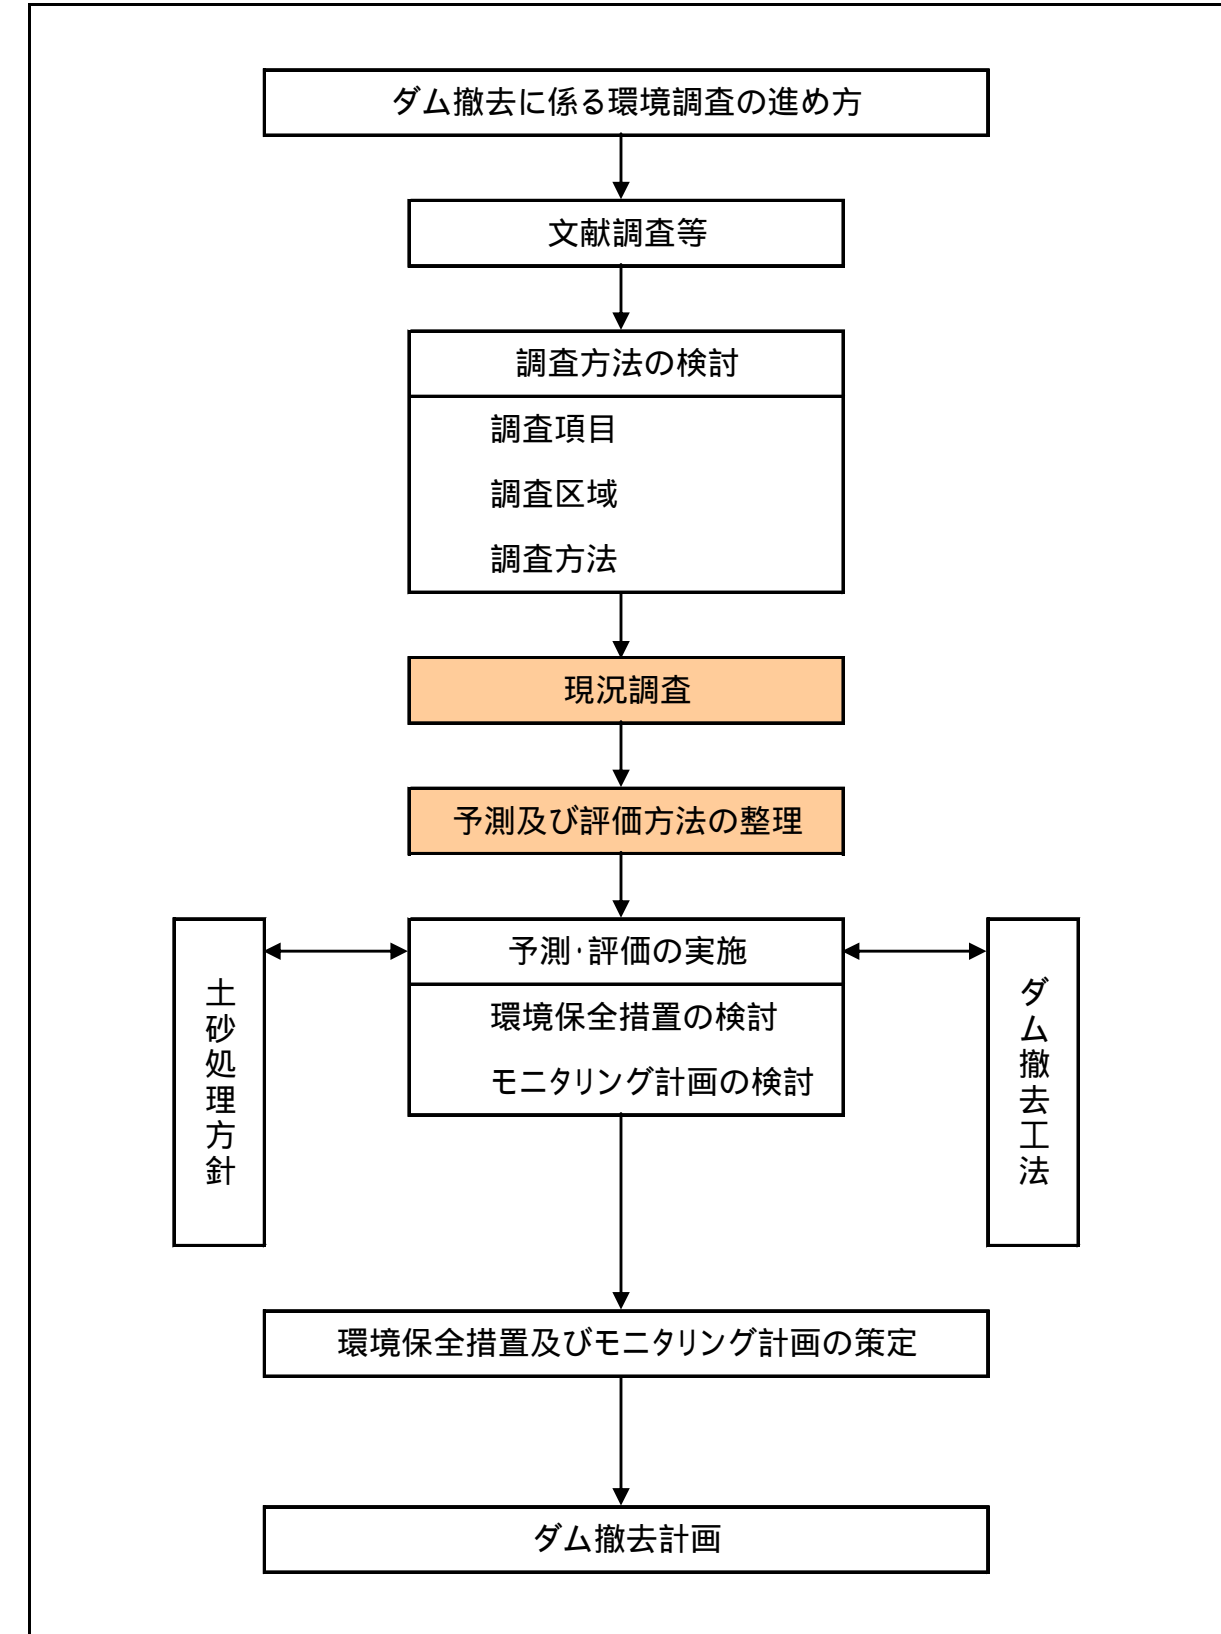 ダム撤去に係る環境調査の進め方
文献調査等
調査方法の検討
調査項目
調査区域
調査方法
現況調査
予測及び評価方法の整理
土砂処理方針
予測・評価の実施
環境保全措置の検討
モニタリング計画の検討
ダム撤去工法
環境保全措置及びモニタリング計画の策定
ダム撤去計画